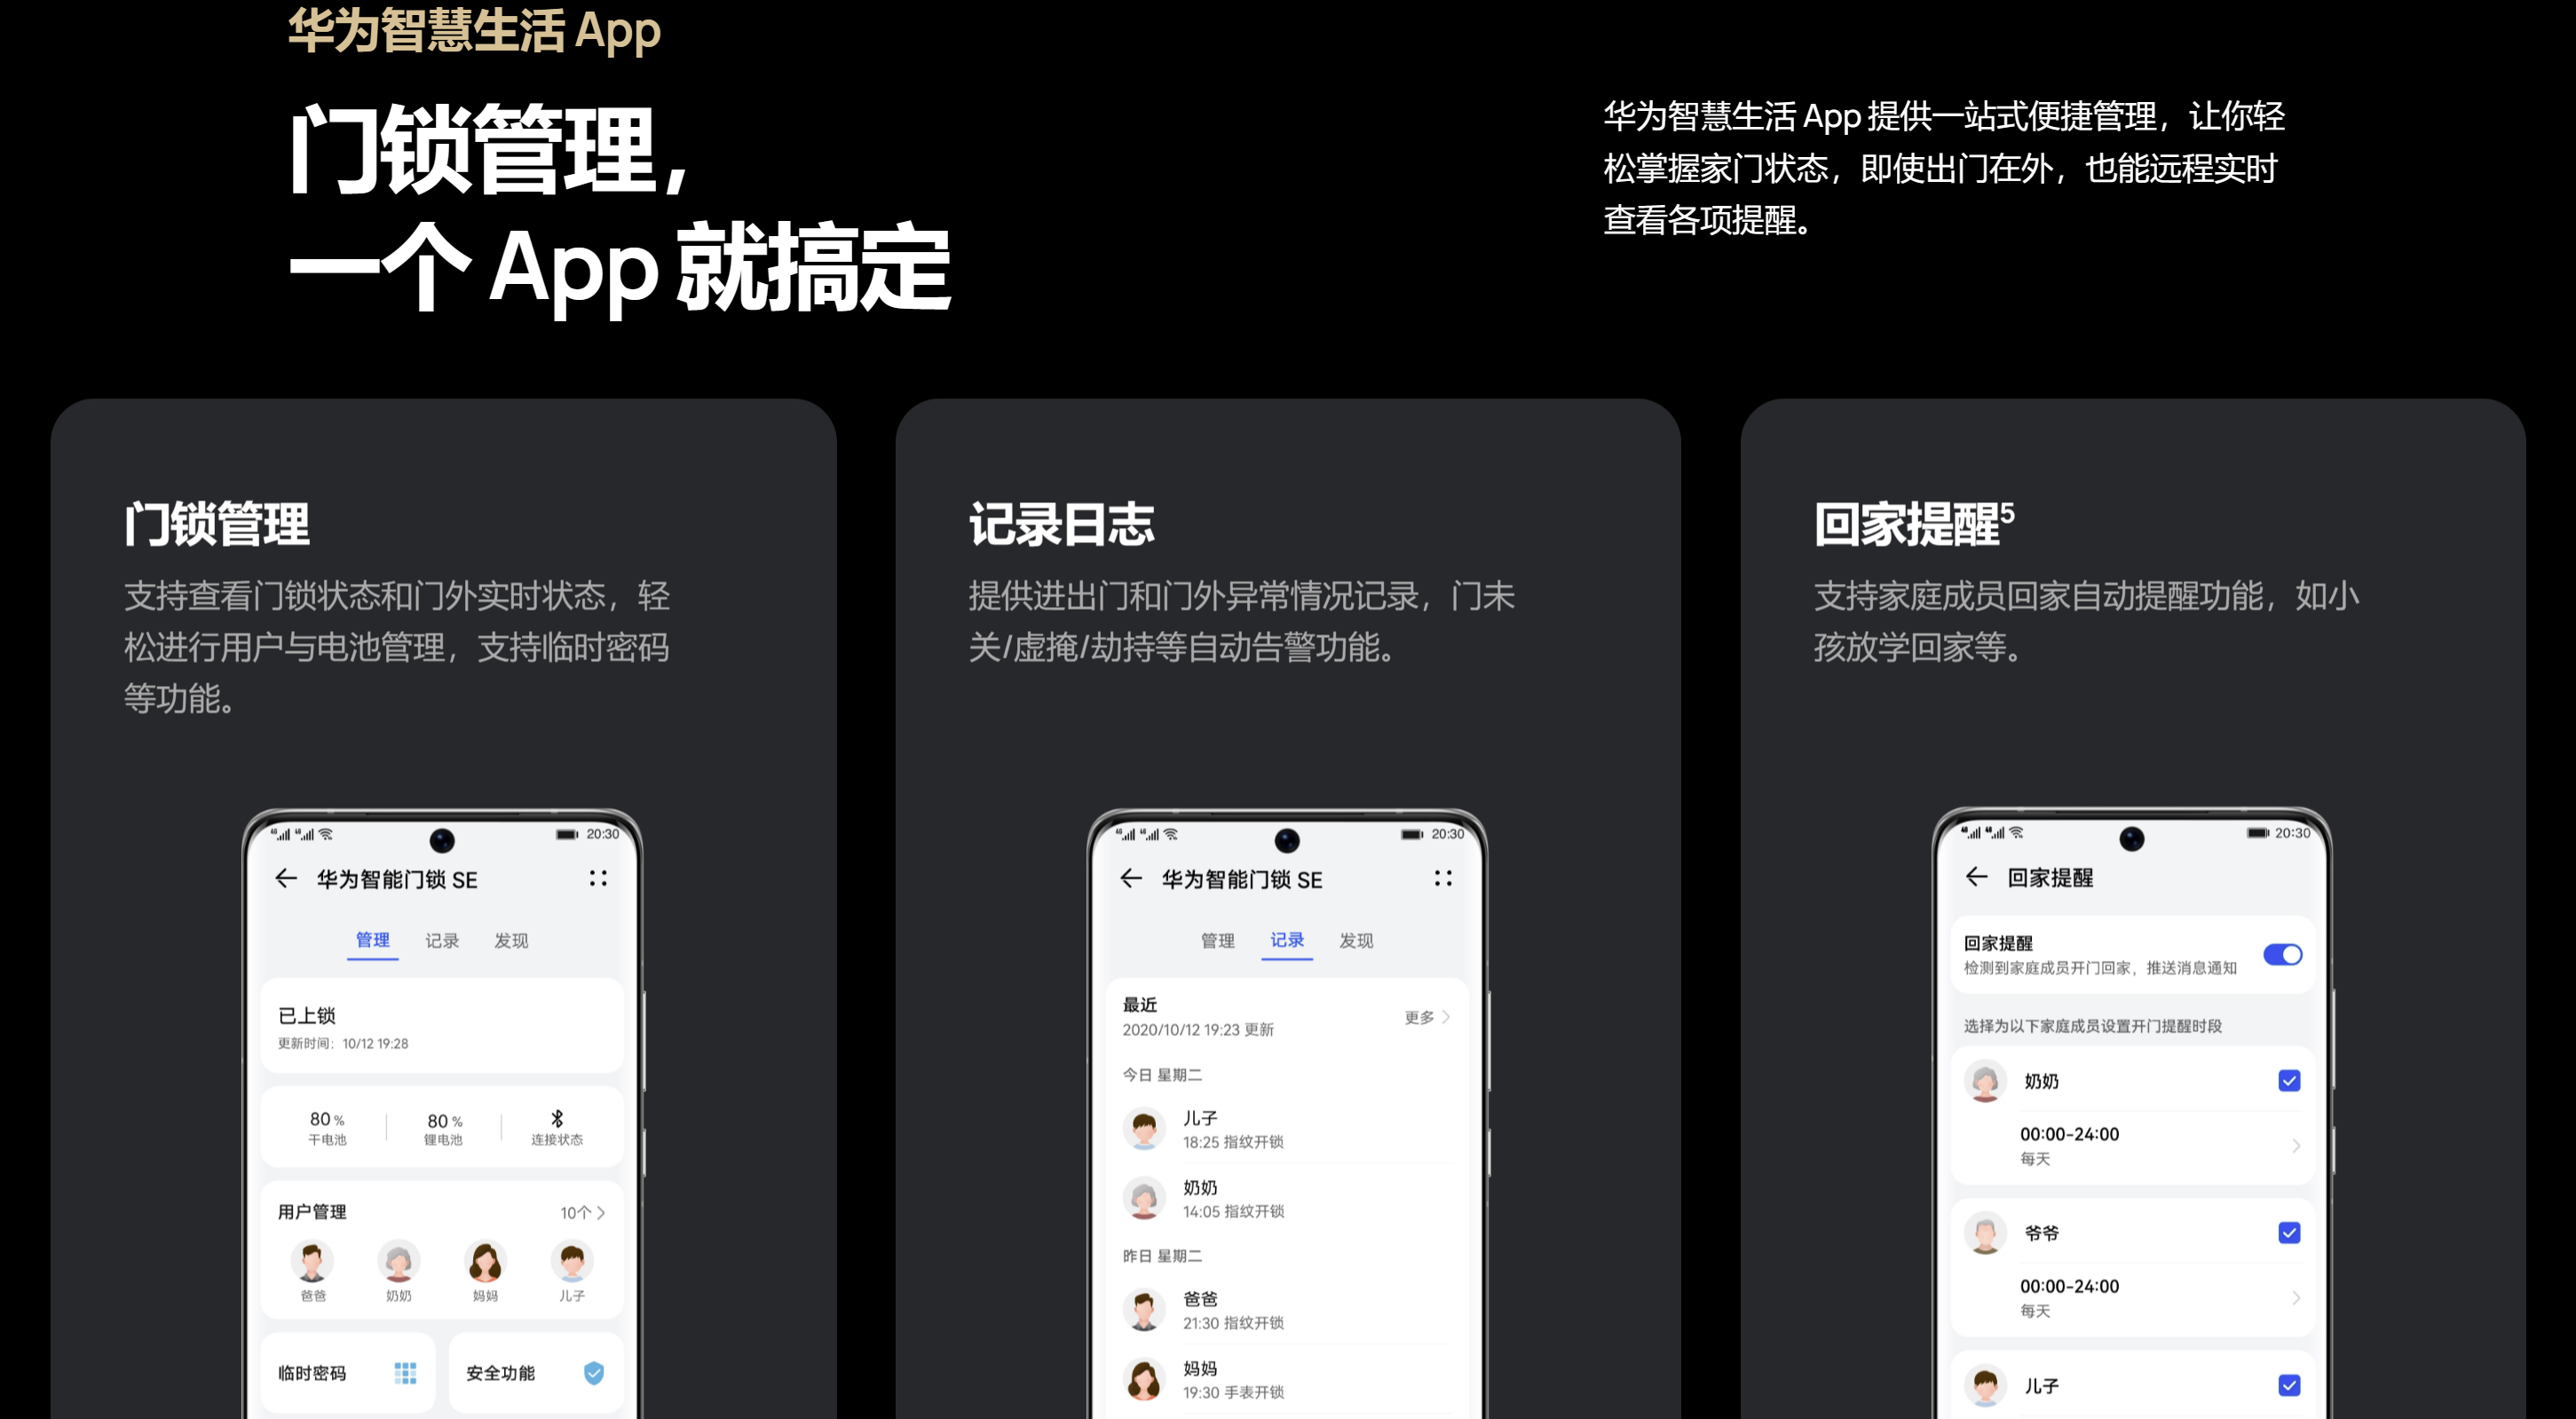 华为智慧生活 App
门锁管理，
一个 App 就搞定
华为智慧生活 App 提供一站式便捷管理，让你轻
松掌握家门状态，即使出门在外，也能远程实时
查看各项提醒。
门锁管理
支持查看门锁状态和门外实时状态，轻
松进行用户与电池管理，支持临时密码
等功能。
20:30
华为智能门锁 SE
管理 记录 发现
已上锁
更新时间：10/12 19:28
80 % 80 %
干电池 锂电池 连接状态
用户管理 10个
爸爸 奶奶 妈妈 儿子
临时密码 安全功能
记录日志
提供进出门和门外异常情况记录，门未
关/虚掩/劫持等自动告警功能。
20:30
华为智能门锁 SE
管理 记录 发现
最近
2020/10/12 19:23 更新 更多
今日 星期二
儿子
18:25 指纹开锁
奶奶
14:05 指纹开锁
昨日 星期二
爸爸
21:30 指纹开锁
妈妈
19:30 手表开锁
回家提醒5
支持家庭成员回家自动提醒功能，如小
孩放学回家等。
20:30
回家提醒
回家提醒
检测到家庭成员开门回家，推送消息通知
选择为以下家庭成员设置开门提醒时段
奶奶
00:00-24:00
每天
爷爷
00:00-24:00
每天
儿子